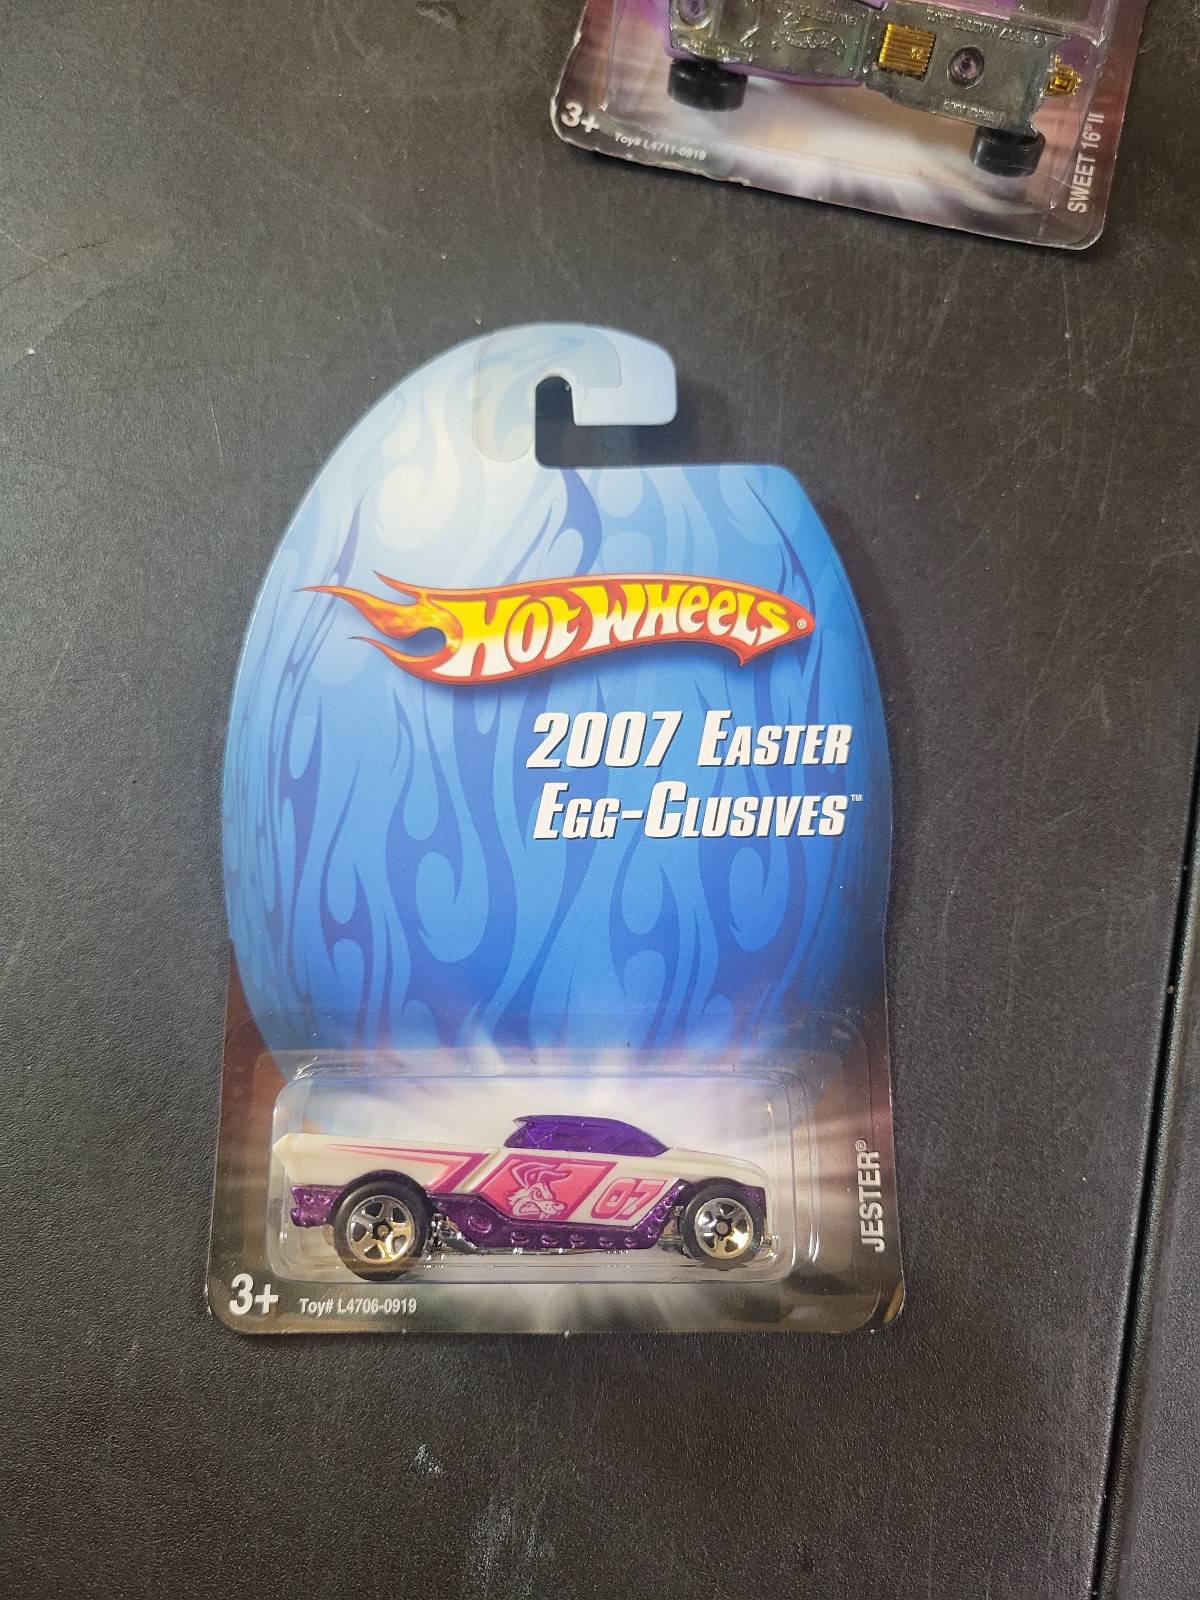 3+
Toy# L4711-0919
SWEET 16® II
HOT WHEELS®
2007 EASTER
EGG-CLUSIVES™
07
JESTER®
3+
Toy# L4706-0919